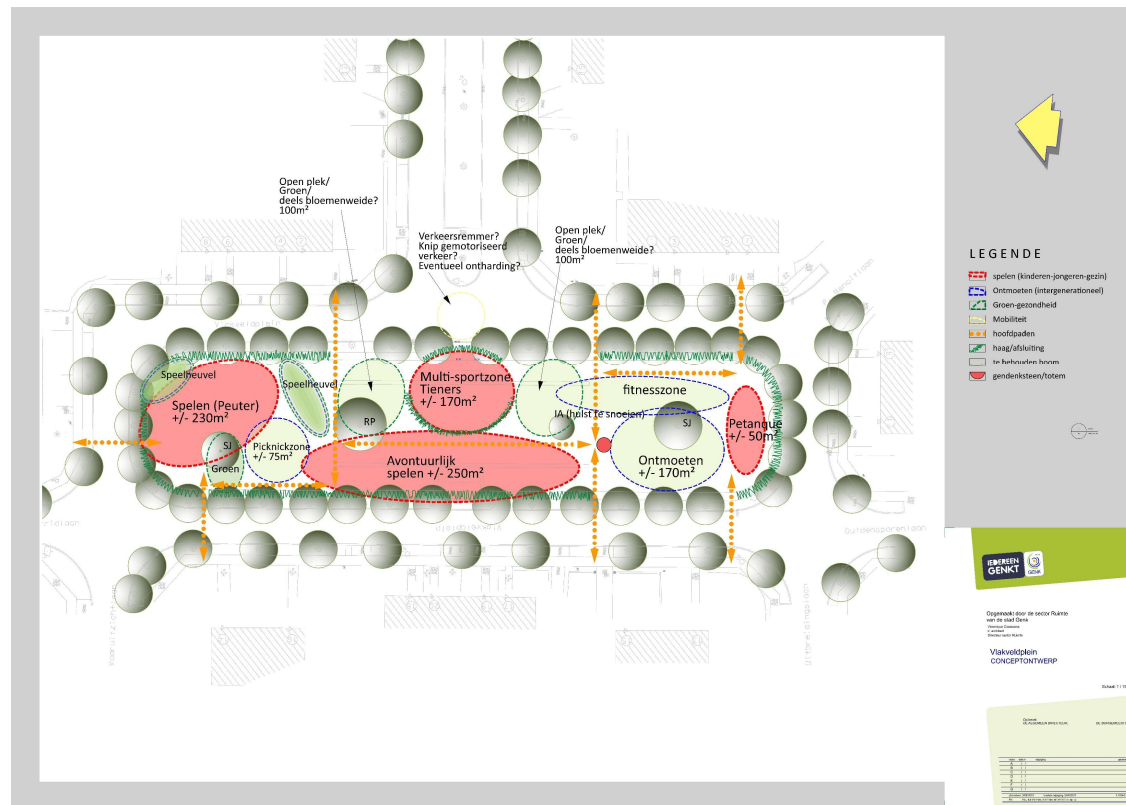 Open plek/
Groen/
deels bloemenweide?
100m²
Verkeersremmer?
Knip gemotoriseerd
verkeer?
Eventueel ontharding?
Open plek/
Groen/
deels bloemenweide?
100m²
Speelheuvel
Speelheuvel
Spelen (Peuter)
+/- 230m²
SJ
Groen
Picknickzone
+/- 75m²
RP
Multi-sportzone
Tieners
+/- 170m²
Avontuurlijk
spelen +/- 250m²
IA (hulst te snoeien)
fitnesszone
SJ
Ontmoeten
+/- 170m²
Petanque
+/- 50m²
LEGENDE
spelen (kinderen-jongeren-gezin)
Ontmoeten (intergenerationeel)
Groen-gezondheid
Mobiliteit
hoofdpaden
haag/afsluiting
te behouden boom
gendenksteen/totem
IEDEREEN
GENKT
GENK
Opgemaakt door de sector Ruimte
van de stad Genk
Vlakveldplein
CONCEPTONTWERP